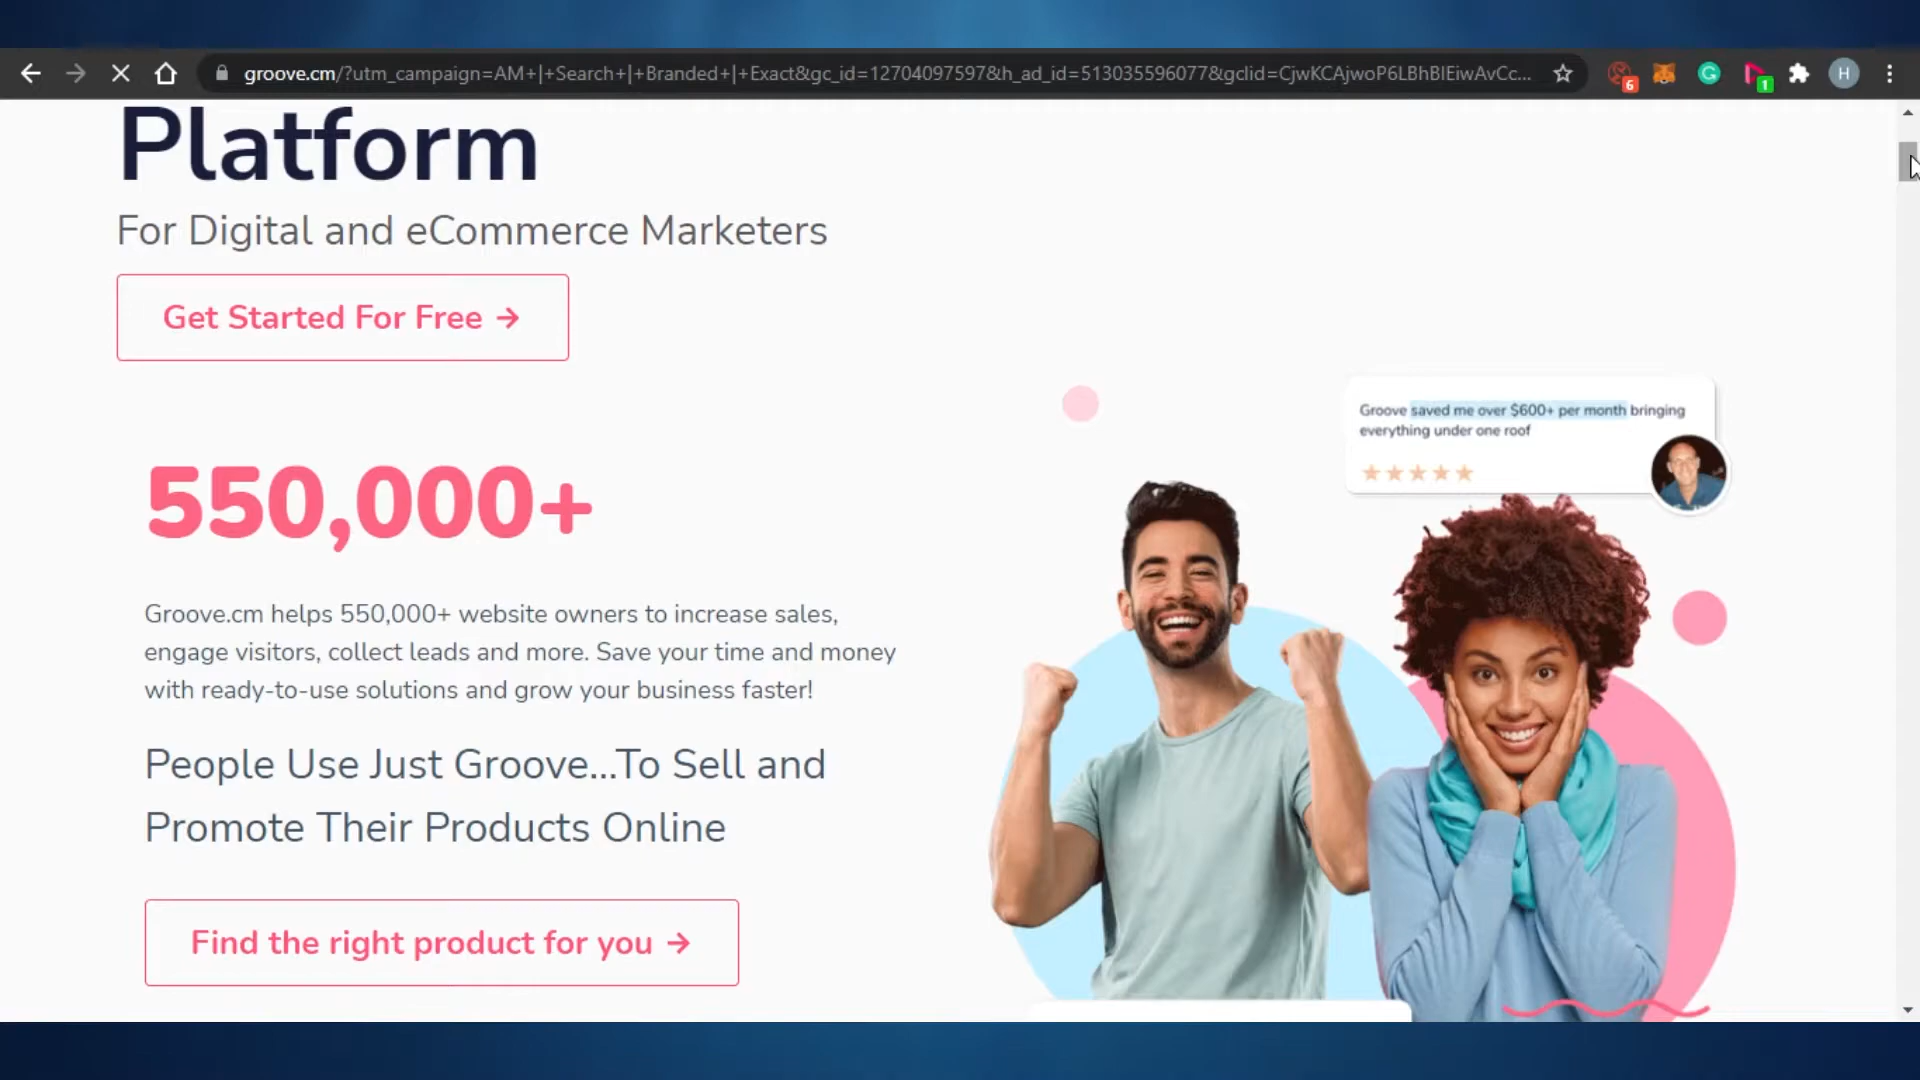 groove.cm/?utm_campaign=AM+|+Search+|+Branded+|+Exact&gc_id=12704097597&h_ad_id=513035596077&gclid=CjwKCAjwoP6LBhBlEiwAvCc...
6
G
1
H
Platform
For Digital and eCommerce Marketers
Get Started For Free →
Groove saved me over $600+ per month bringing
everything under one roof
550,000+
Groove.cm helps 550,000+ website owners to increase sales,
engage visitors, collect leads and more. Save your time and money
with ready-to-use solutions and grow your business faster!
People Use Just Groove...To Sell and
Promote Their Products Online
Find the right product for you →